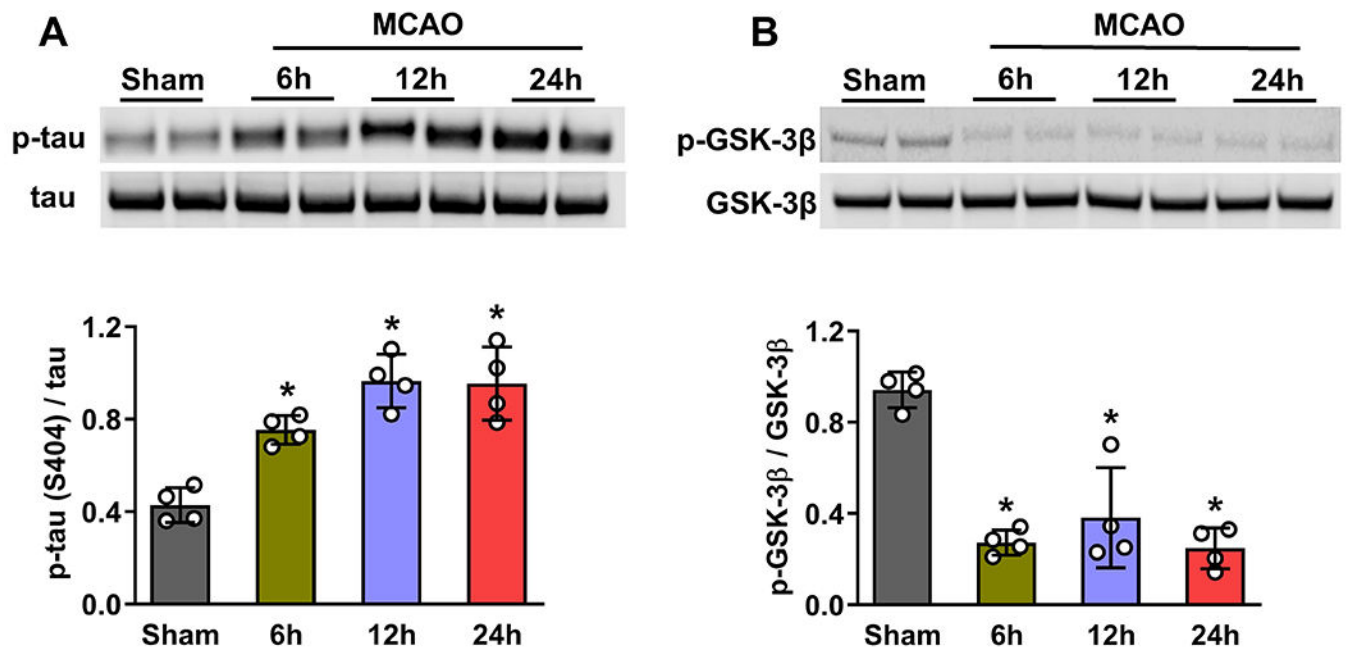 A
MCAO
Sham 6h 12h 24h
p-tau
tau
p-tau (S404) / tau
1.2
*
*
*
0.8
0.4
0.0
Sham 6h 12h 24h
B
MCAO
Sham 6h 12h 24h
p-GSK-3β
GSK-3β
p-GSK-3β / GSK-3β
1.2
0.8
*
*
*
0.4
0.0
Sham 6h 12h 24h